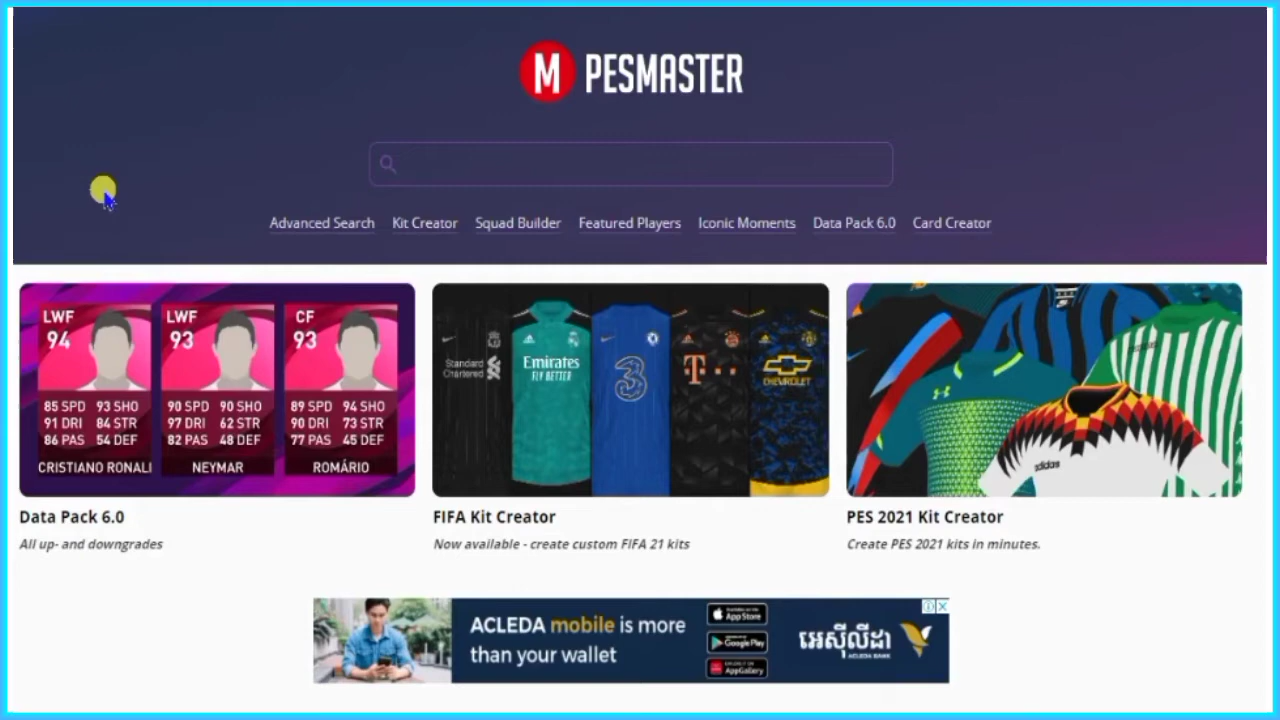 M PESMASTER
Advanced Search Kit Creator Squad Builder Featured Players Iconic Moments Data Pack 6.0 Card Creator
LWF
94
85 SPD 93 SHO
91 DRI 84 STR
86 PAS 54 DEF
CRISTIANO RONALI
LWF
93
90 SPD 90 SHO
97 DRI 62 STR
82 PAS 48 DEF
NEYMAR
CF
93
89 SPD 94 SHO
90 DRI 73 STR
77 PAS 45 DEF
ROMÁRIO
Standard
Chartered
Emirates
FLY BETTER
3
T
CHEVROLET
adidas
Data Pack 6.0
All up- and downgrades
FIFA Kit Creator
Now available - create custom FIFA 21 kits
PES 2021 Kit Creator
Create PES 2021 kits in minutes.
ACLEDA mobile is more
than your wallet
App Store
Google Play
AppGallery
អេស៊ីលីដា
ACLEDA BANK